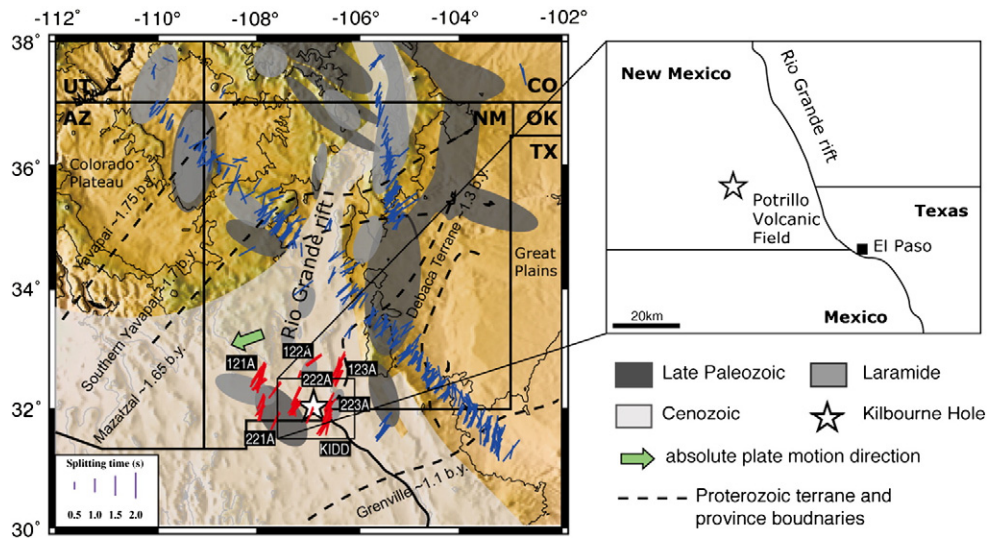 -112° -110° -108° -106° -104° -102°
38°
36°
34°
32°
30°
UT
CO
AZ
NM
OK
TX
Colorado
Plateau
Yavapai ~1.75 b.y.
Southern Yavapai ~1.7 b.y.
Mazatzal ~1.65 b.y.
Rio Grande rift
Debaca Terrane ~1.3 b.y.
Great
Plains
121A
122A
222A
123A
223A
221A
KIDD
Grenville ~1.1 b.y.
Splitting time (s)
0.5 1.0 1.5 2.0
New Mexico
Rio Grande rift
Potrillo
Volcanic
Field
Texas
El Paso
20km
Mexico
Late Paleozoic
Laramide
Cenozoic
Kilbourne Hole
absolute plate motion direction
Proterozoic terrane and
province boudnaries